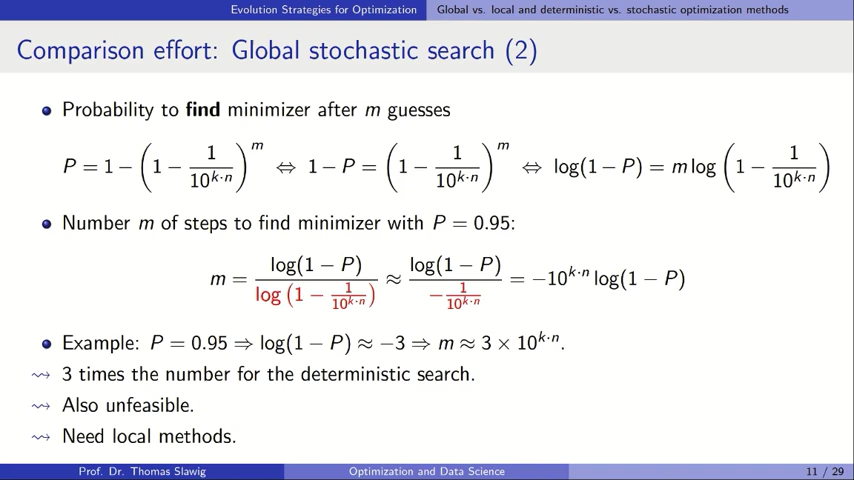 Evolution Strategies for Optimization Global vs. local and deterministic vs. stochastic optimization methods
Comparison effort: Global stochastic search (2)
Probability to find minimizer after m guesses
P = 1 − (1 − 1/10^{k·n})^m ⇔ 1 − P = (1 − 1/10^{k·n})^m ⇔ log(1 − P) = m log (1 − 1/10^{k·n})
Number m of steps to find minimizer with P = 0.95:
m = log(1 − P)/log (1 − 1/10^{k·n}) ≈ log(1 − P)/−1/10^{k·n} = −10^{k·n} log(1 − P)
Example: P = 0.95 ⇒ log(1 − P) ≈ −3 ⇒ m ≈ 3 × 10^{k·n}.
⇝ 3 times the number for the deterministic search.
⇝ Also unfeasible.
⇝ Need local methods.
Prof. Dr. Thomas Slawig Optimization and Data Science 11 / 29